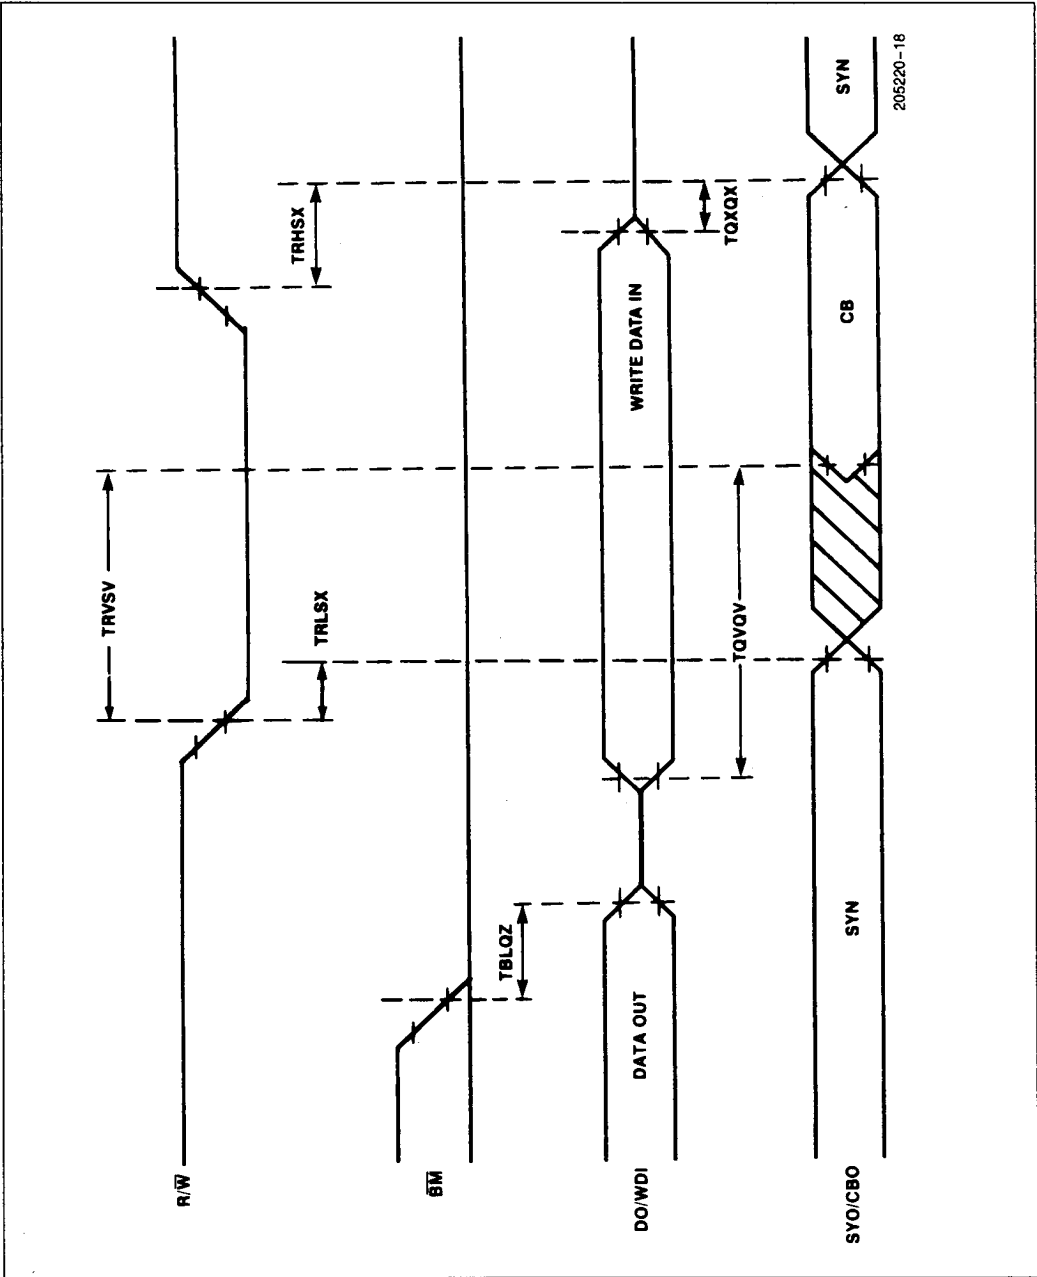 R/W̅
TRVSV
TRLSX
TRHSX
B̅M̅
TBLQZ
DO/WDI
DATA OUT
WRITE DATA IN
TQVQV
TQXQX
SYO/CBO
SYN
CB
SYN
205220-18